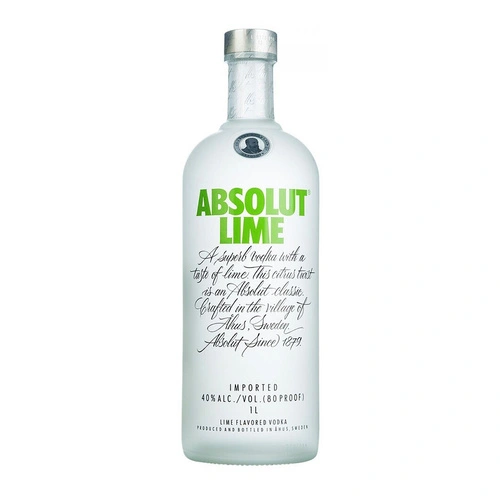 ABSOLUT
LIME
A superb vodka with a
taste of lime. This citrus twist
is an Absolut classic.
Crafted in the village of
Åhus, Sweden.
Absolut Since 1879.
IMPORTED
40%ALC./VOL.(80PROOF)
1L
LIME FLAVORED VODKA
PRODUCED AND BOTTLED IN ÅHUS, SWEDEN